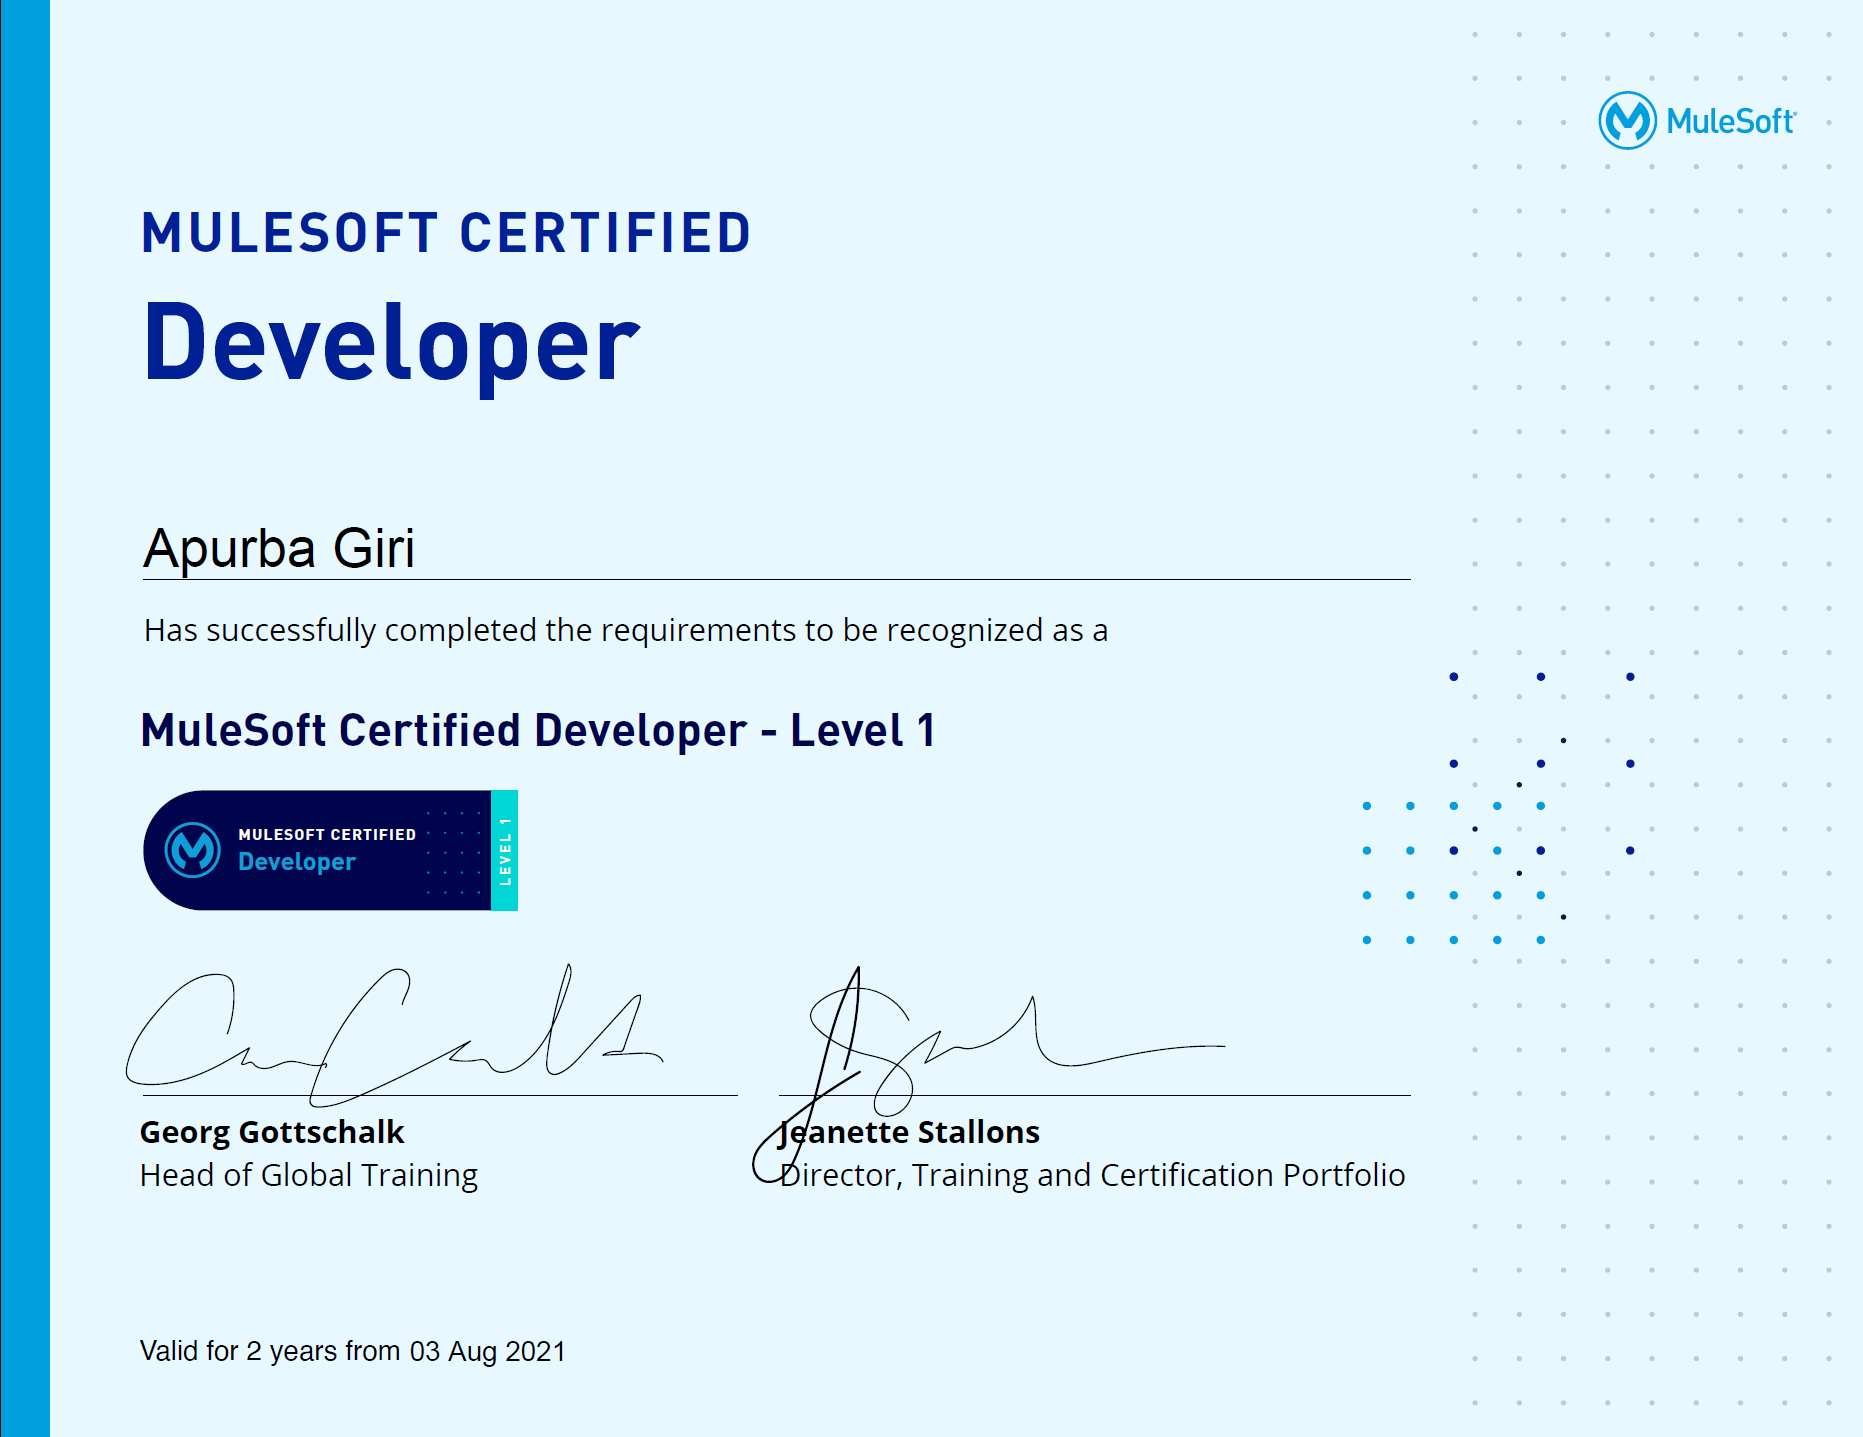 MuleSoft
MULESOFT CERTIFIED
Developer
Apurba Giri
Has successfully completed the requirements to be recognized as a
MuleSoft Certified Developer - Level 1
MULESOFT CERTIFIED
Developer
LEVEL 1
Georg Gottschalk
Head of Global Training
Jeanette Stallons
Director, Training and Certification Portfolio
Valid for 2 years from 03 Aug 2021